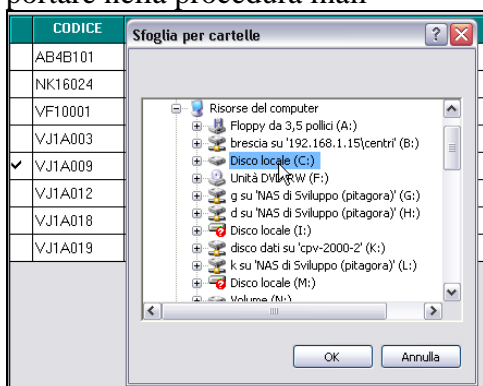 portare nella procedura mail
CODICE
AB4B101
NK16024
VF10001
VJ1A003
VJ1A009
VJ1A012
VJ1A018
VJ1A019
Sfoglia per cartelle
Risorse del computer
Floppy da 3,5 pollici (A:)
brescia su '192.168.1.15\centri' (B:)
Disco locale (C:)
Unità DVD-RW (F:)
g su 'NAS di Sviluppo (pitagora)' (G:)
d su 'NAS di Sviluppo (pitagora)' (H:)
Disco locale (I:)
disco dati su 'cpv-2000-2' (K:)
k su 'NAS di Sviluppo (pitagora)' (L:)
Disco locale (M:)
Volume (N:)
OK
Annulla